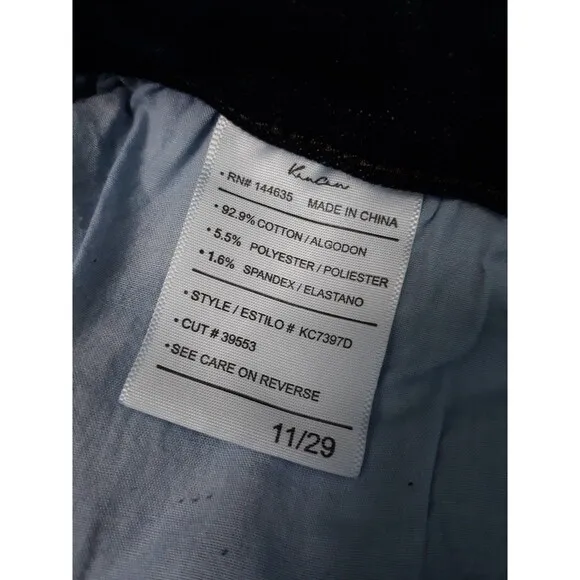 KanCan
• RN# 144635 MADE IN CHINA
• 92.9% COTTON / ALGODON
• 5.5% POLYESTER / POLIESTER
• 1.6% SPANDEX / ELASTANO
• STYLE / ESTILO # KC7397D
• CUT # 39553
• SEE CARE ON REVERSE
11/29